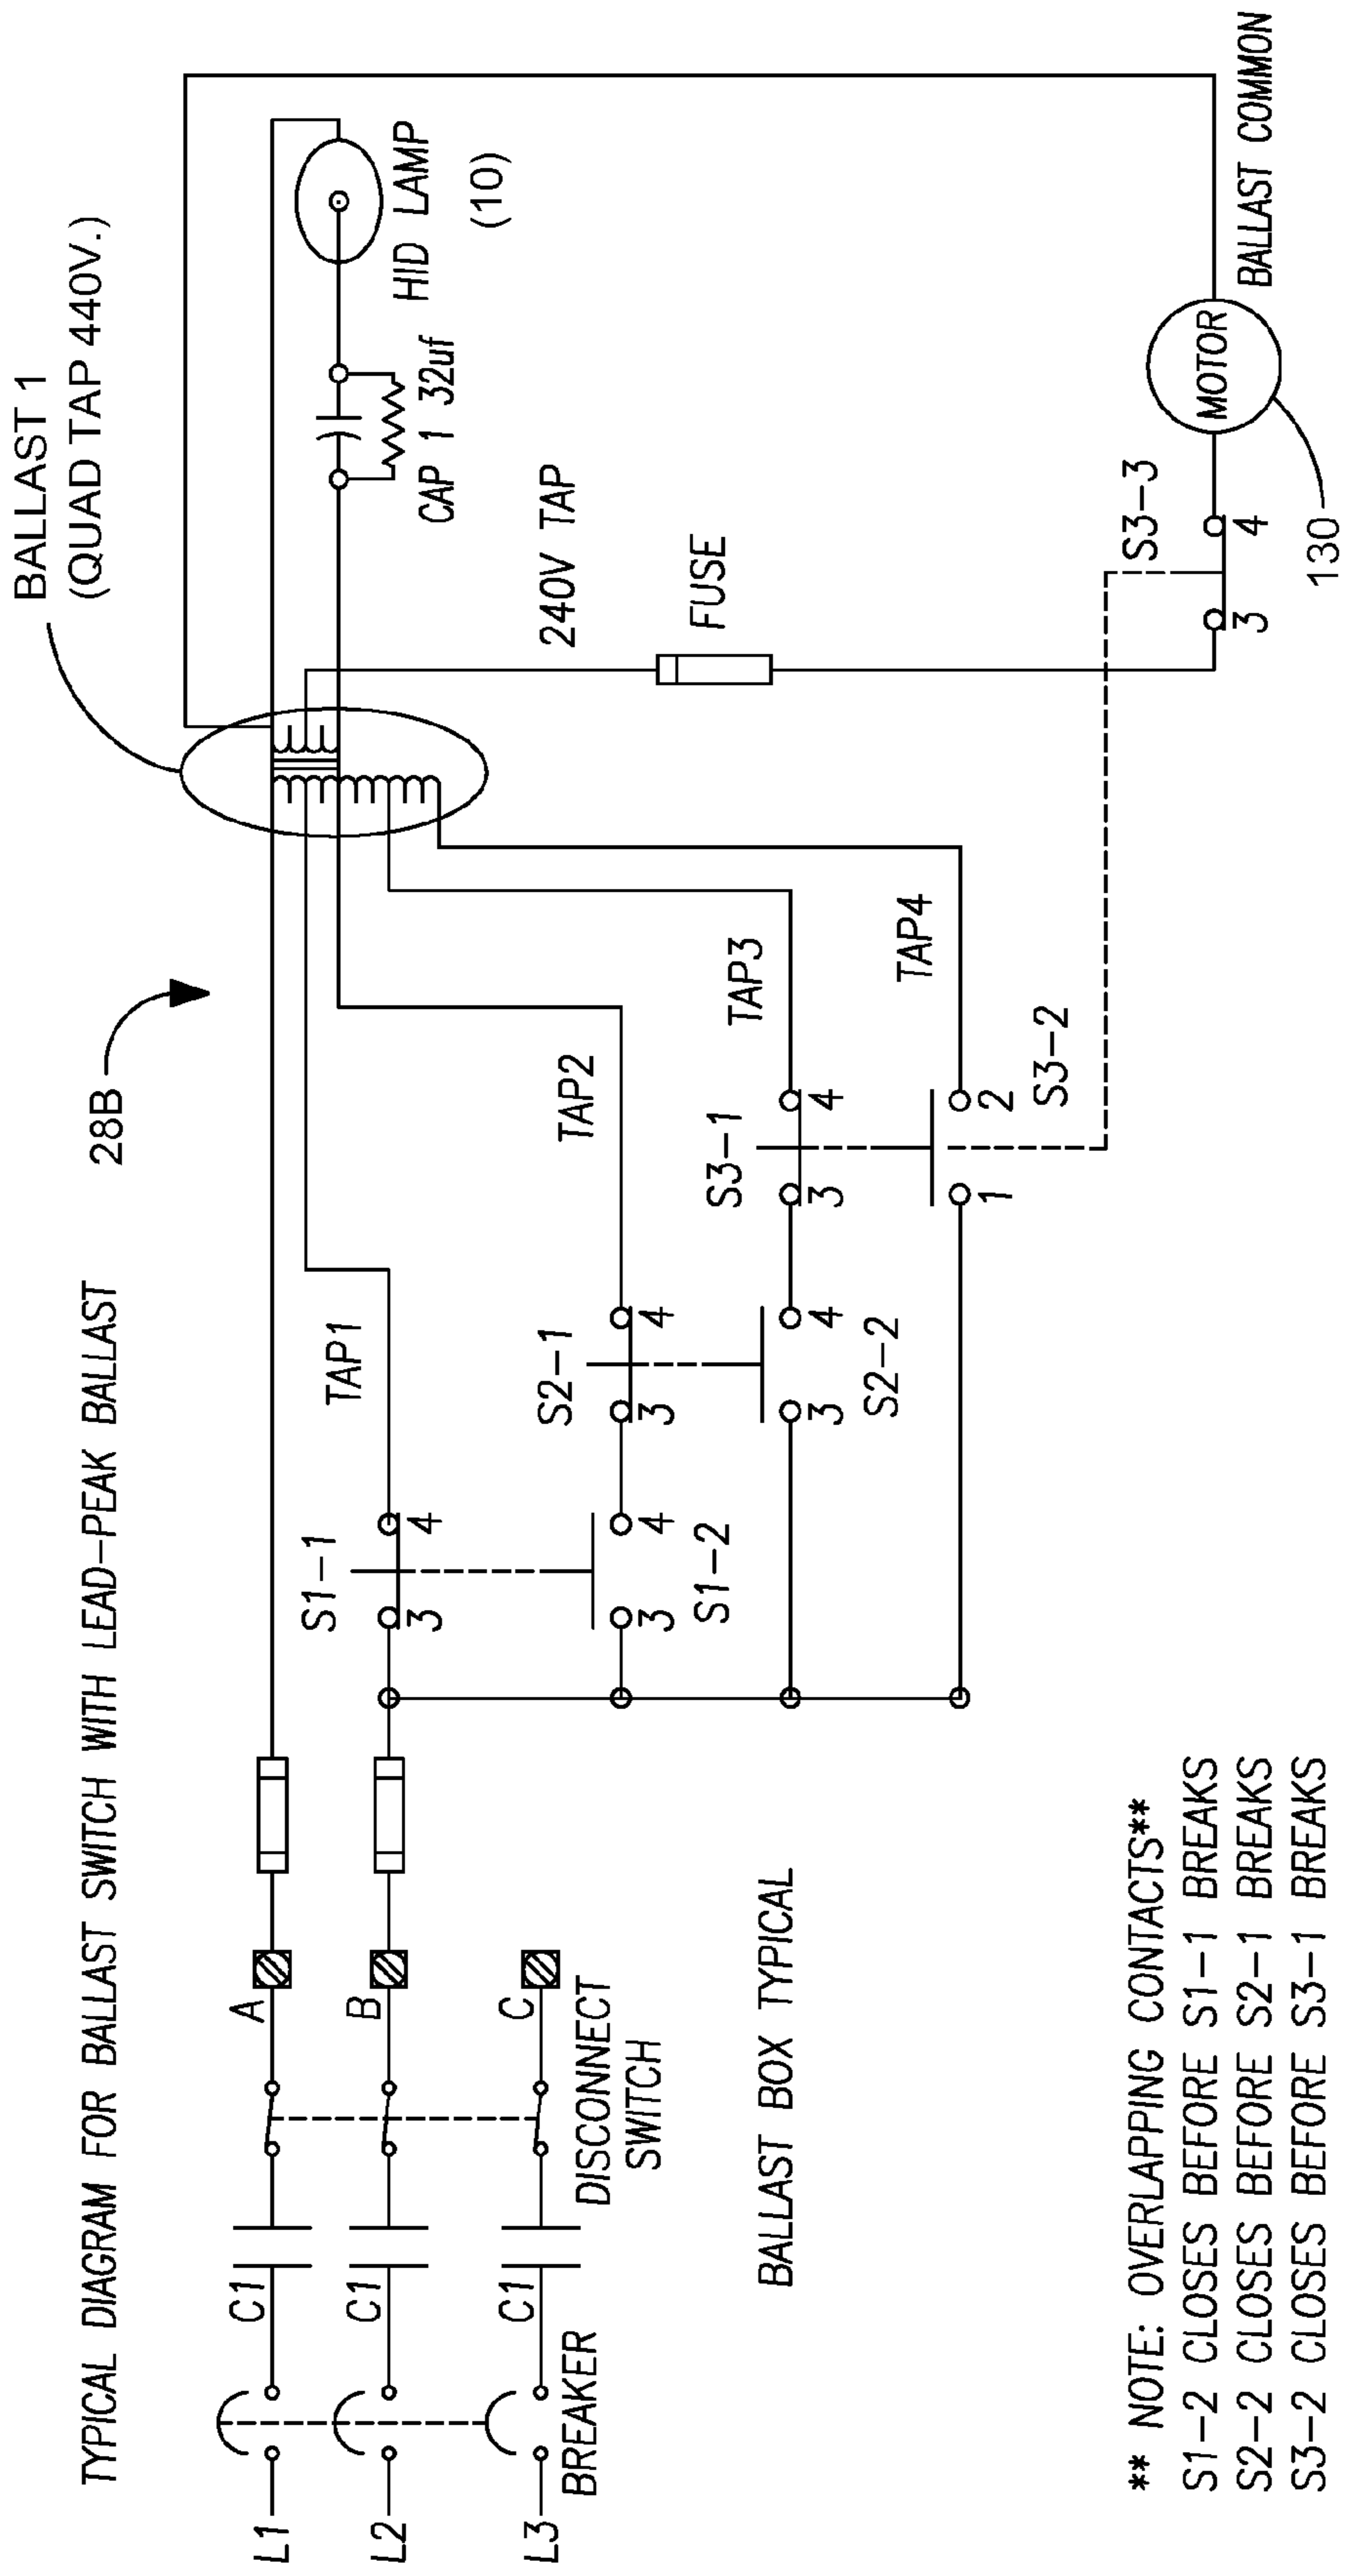 TYPICAL DIAGRAM FOR BALLAST SWITCH WITH LEAD-PEAK BALLAST
28B
BALLAST 1
(QUAD TAP 440V.)
L1
C1
A
L2
C1
B
L3
C1
C
BREAKER
DISCONNECT
SWITCH
BALLAST BOX TYPICAL
S1-1
3
4
TAP1
S1-2
3
4
S2-1
3
4
TAP2
S2-2
3
4
S3-1
3
4
TAP3
S3-2
1
2
TAP4
CAP 1 32uf
HID LAMP
(10)
240V TAP
FUSE
S3-3
3
4
MOTOR
130
BALLAST COMMON
** NOTE: OVERLAPPING CONTACTS**
S1-2 CLOSES BEFORE S1-1 BREAKS
S2-2 CLOSES BEFORE S2-1 BREAKS
S3-2 CLOSES BEFORE S3-1 BREAKS